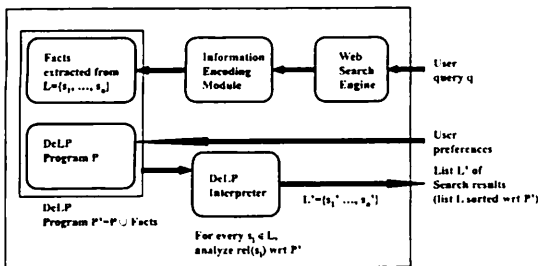 Facts
extracted from
L={s₁, ..., sₙ}
Information
Encoding
Module
Web
Search
Engine
User
query q
DeLP
Program P
User
preferences
DeLP
Interpreter
L'={s₁' ..., sₙ'}
List L' of
Search results
(list L sorted wrt P')
DeLP
Program P'=P ∪ Facts
For every sᵢ ∈ L,
analyze rel(sᵢ) wrt P'